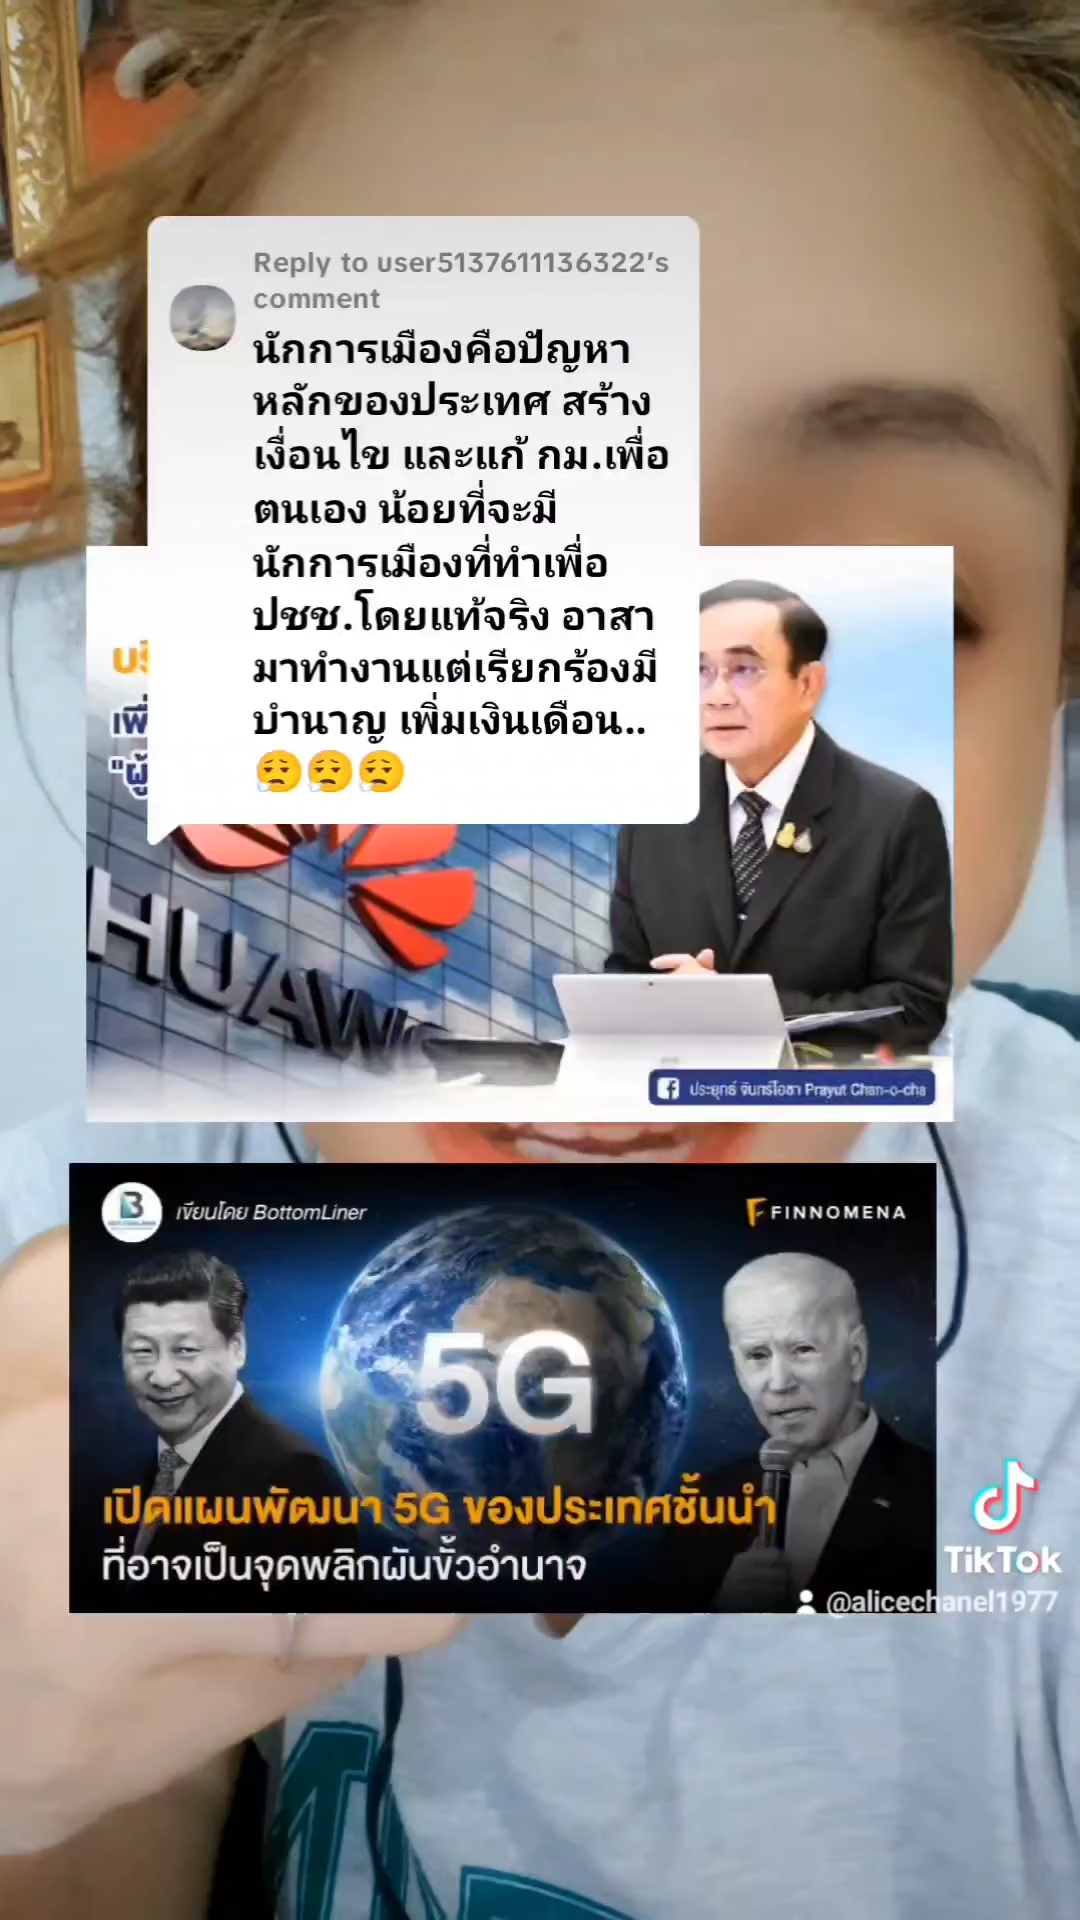 Reply to user5137611136322's
comment
นักการเมืองคือปัญหา
หลักของประเทศ สร้าง
เงื่อนไข และแก้ กม.เพื่อ
ตนเอง น้อยที่จะมี
นักการเมืองที่ทำเพื่อ
ปชช.โดยแท้จริง อาสา
มาทำงานแต่เรียกร้องมี
บำนาญ เพิ่มเงินเดือน..
😮‍💨😮‍💨😮‍💨
HUAW
ประยุทธ์ จันทร์โอชา Prayut Chan-o-cha
เขียนโดย BottomLiner
FINNOMENA
5G
เปิดแผนพัฒนา 5G ของประเทศชั้นนำ
ที่อาจเป็นจุดพลิกผันขั้วอำนาจ
TikTok
@alicechanel1977